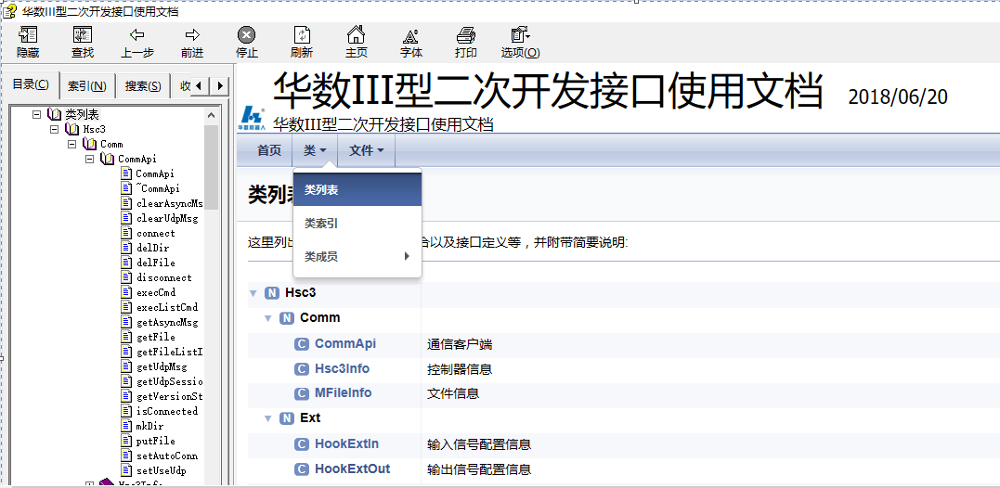 华数III型二次开发接口使用文档
隐藏 查找 上一步 前进 停止 刷新 主页 字体 打印 选项(O)
目录(C) 索引(N) 搜索(S) 收
类列表
Hsc3
Comm
CommApi
CommApi
~CommApi
clearAsyncMs
clearUdpMsg
connect
delDir
delFile
disconnect
execCmd
execListCmd
getAsyncMsg
getFile
getFileListI
getUdpMsg
getUdpSessio
getVersionSt
isConnected
mkDir
putFile
setAutoConn
setUseUdp
Hsc3Info
华数III型二次开发接口使用文档 2018/06/20
华数机器人
华数III型二次开发接口使用文档
首页 类 文件
类列表
类索引
类成员
类列表
这里列出 以及接口定义等，并附带简要说明:
N Hsc3
N Comm
C CommApi 通信客户端
C Hsc3Info 控制器信息
C MFileInfo 文件信息
N Ext
C HookExtIn 输入信号配置信息
C HookExtOut 输出信号配置信息